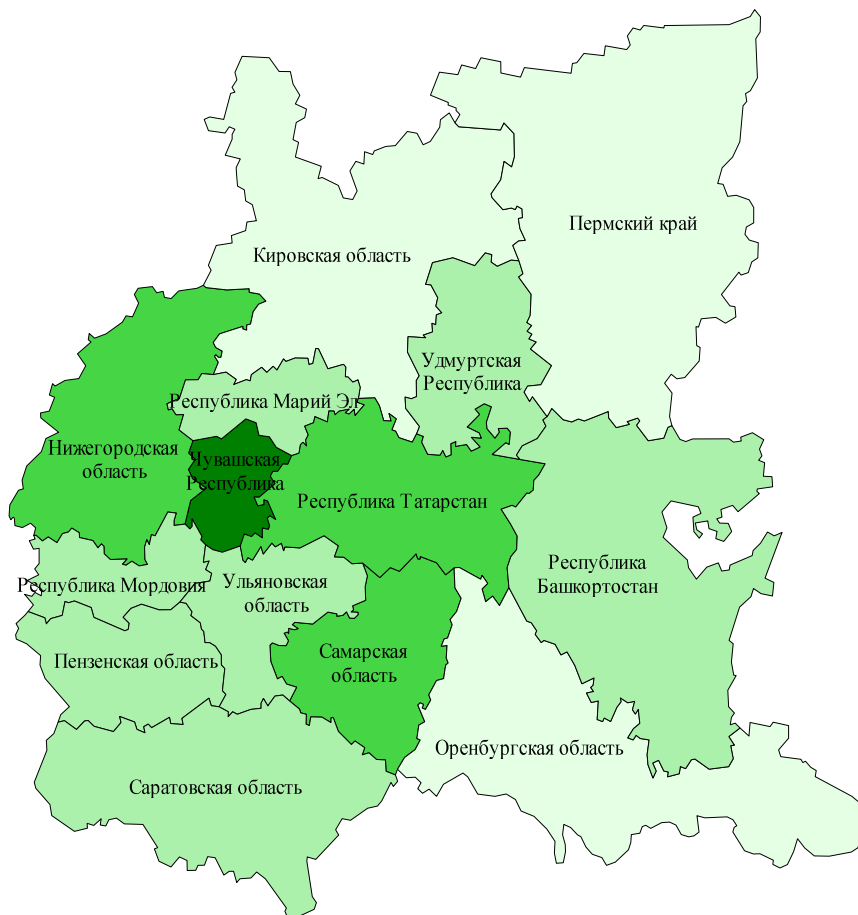 Пермский край
Кировская область
Удмуртская
Республика
Республика Марий Эл
Нижегородская
область
Чувашская
Республика
Республика Татарстан
Республика
Башкортостан
Республика Мордовия
Ульяновская
область
Пензенская область
Самарская
область
Оренбургская область
Саратовская область